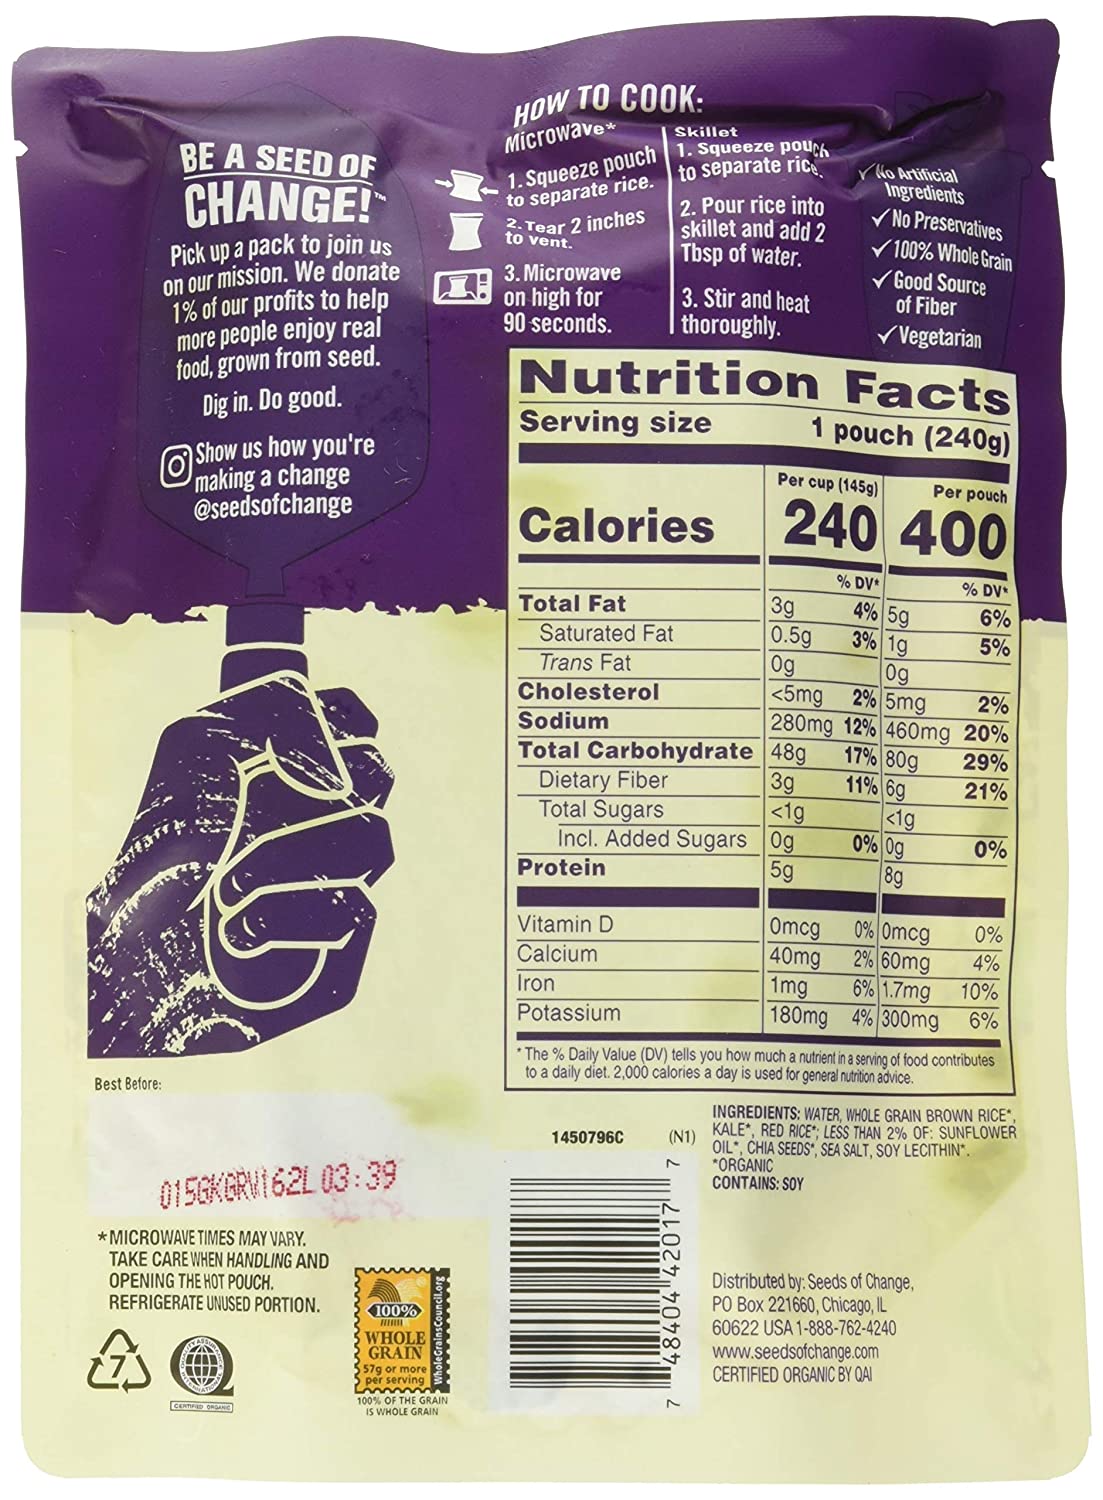 BE A SEED OF
CHANGE!™
Pick up a pack to join us
on our mission. We donate
1% of our profits to help
more people enjoy real
food, grown from seed.
Dig in. Do good.
Show us how you're
making a change
@seedsofchange
HOW TO COOK:
Microwave*
1. Squeeze pouch
to separate rice.
2. Tear 2 inches
to vent.
3. Microwave
on high for
90 seconds.
Skillet
1. Squeeze pouch
to separate rice.
2. Pour rice into
skillet and add 2
Tbsp of water.
3. Stir and heat
thoroughly.
✓ No Artificial
Ingredients
✓ No Preservatives
✓ 100% Whole Grain
✓ Good Source
of Fiber
✓ Vegetarian
Nutrition Facts
Serving size 1 pouch (240g)
Per cup (145g) Per pouch
Calories 240 400
% DV* % DV*
Total Fat 3g 4% 5g 6%
Saturated Fat 0.5g 3% 1g 5%
Trans Fat 0g 0g
Cholesterol <5mg 2% 5mg 2%
Sodium 280mg 12% 460mg 20%
Total Carbohydrate 48g 17% 80g 29%
Dietary Fiber 3g 11% 6g 21%
Total Sugars <1g <1g
Incl. Added Sugars 0g 0% 0g 0%
Protein 5g 8g
Vitamin D 0mcg 0% 0mcg 0%
Calcium 40mg 2% 60mg 4%
Iron 1mg 6% 1.7mg 10%
Potassium 180mg 4% 300mg 6%
* The % Daily Value (DV) tells you how much a nutrient in a serving of food contributes
to a daily diet. 2,000 calories a day is used for general nutrition advice.
Best Before:
015GKGRV162L 03:39
*MICROWAVE TIMES MAY VARY.
TAKE CARE WHEN HANDLING AND
OPENING THE HOT POUCH.
REFRIGERATE UNUSED PORTION.
7
QUALITY ASSURANCE INTERNATIONAL
CERTIFIED ORGANIC
100%
WHOLE
GRAIN
57g or more
per serving
WholeGrainsCouncil.org
100% OF THE GRAIN
IS WHOLE GRAIN
1450796C (N1)
7 48404 42017 7
INGREDIENTS: WATER, WHOLE GRAIN BROWN RICE*,
KALE*, RED RICE*; LESS THAN 2% OF: SUNFLOWER
OIL*, CHIA SEEDS*, SEA SALT, SOY LECITHIN*.
*ORGANIC
CONTAINS: SOY
Distributed by: Seeds of Change,
PO Box 221660, Chicago, IL
60622 USA 1-888-762-4240
www.seedsofchange.com
CERTIFIED ORGANIC BY QAI